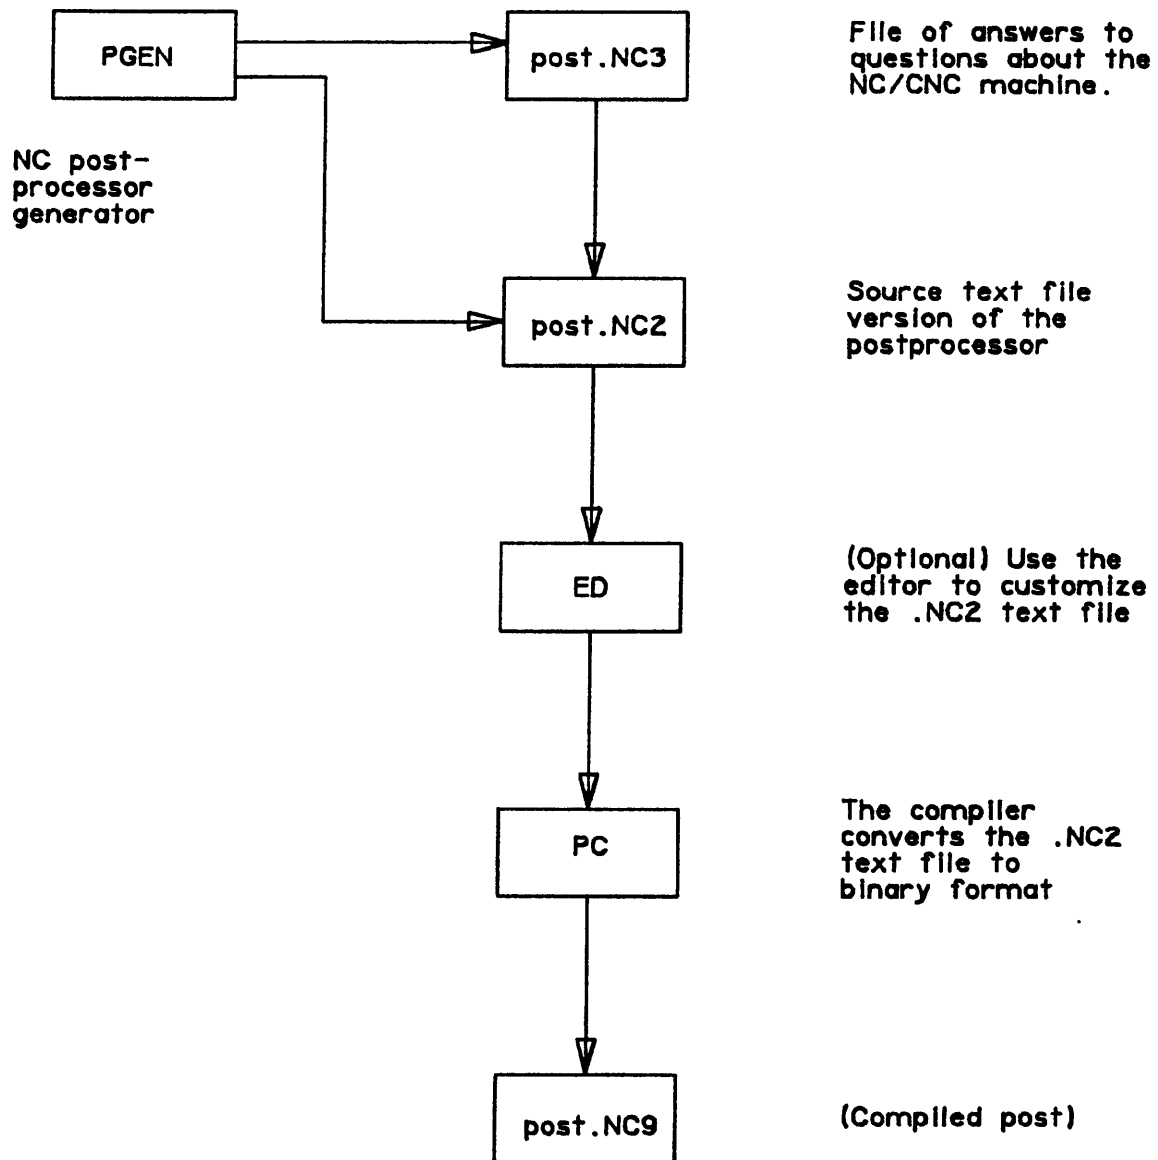 PGEN
post.NC3
File of answers to
questions about the
NC/CNC machine.
NC post-
processor
generator
post.NC2
Source text file
version of the
postprocessor
ED
(Optional) Use the
editor to customize
the .NC2 text file
PC
The compiler
converts the .NC2
text file to
binary format
post.NC9
(Compiled post)